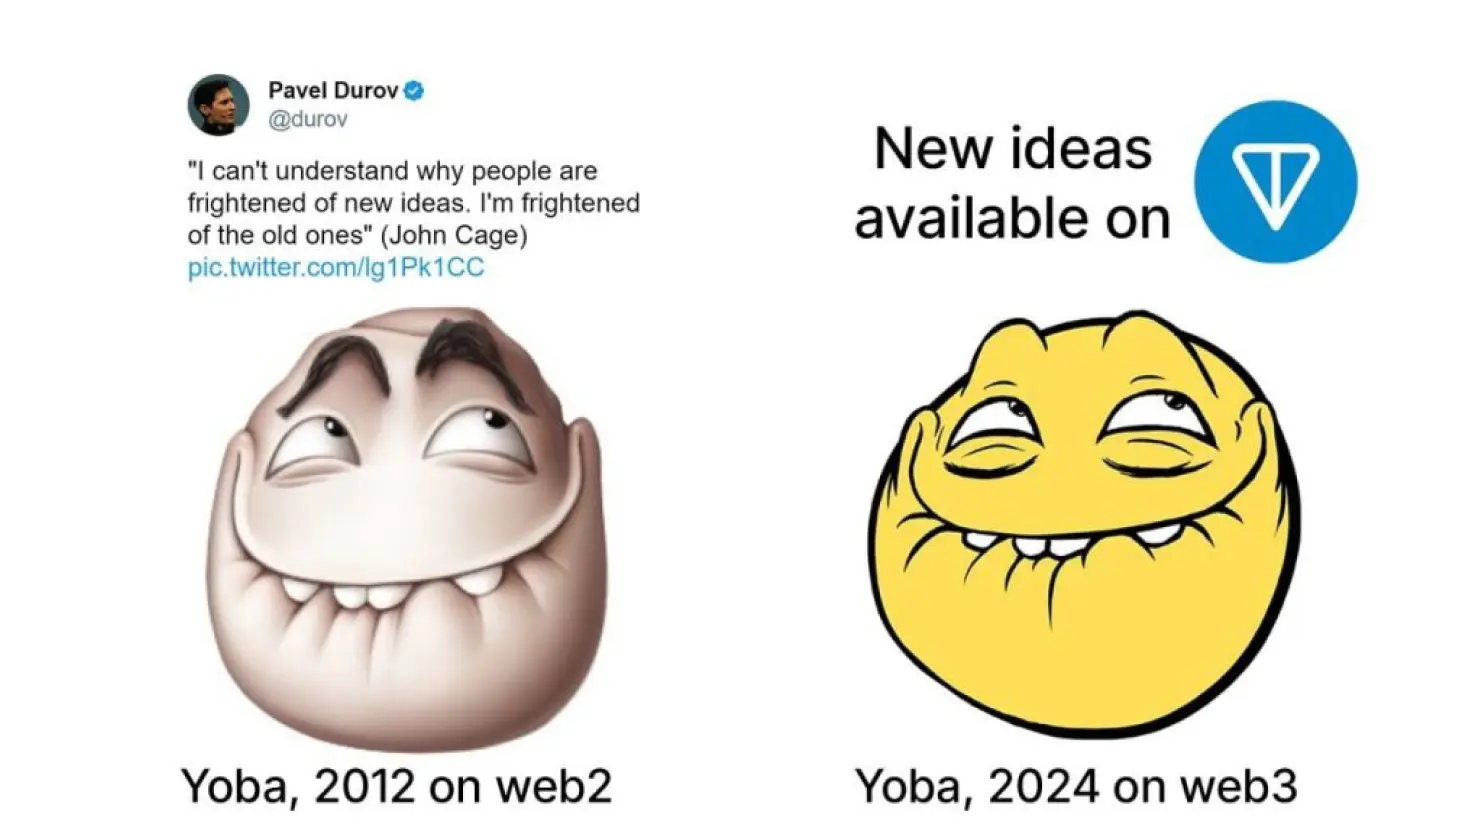 Pavel Durov
@durov
"I can't understand why people are
frightened of new ideas. I'm frightened
of the old ones" (John Cage)
pic.twitter.com/lg1Pk1CC
New ideas
available on
Yoba, 2012 on web2
Yoba, 2024 on web3